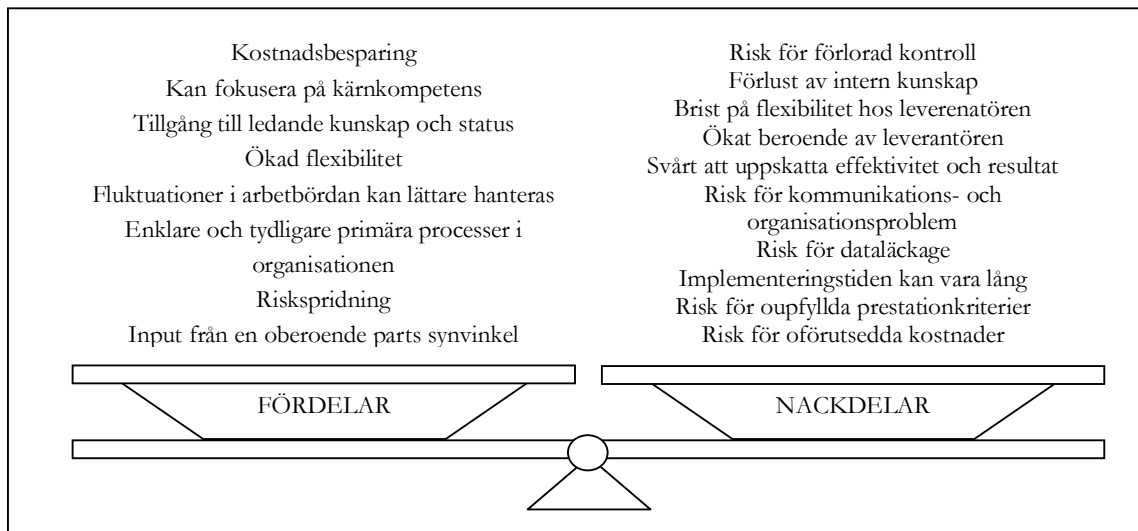 Kostnadsbesparing
Kan fokusera på kärnkompetens
Tillgång till ledande kunskap och status
Ökad flexibilitet
Fluktuationer i arbetbördan kan lättare hanteras
Enklare och tydligare primära processer i
organisationen
Riskspridning
Input från en oberoende parts synvinkel
FÖRDELAR
Risk för förlorad kontroll
Förlust av intern kunskap
Brist på flexibilitet hos leverenatören
Ökat beroende av leverantören
Svårt att uppskatta effektivitet och resultat
Risk för kommunikations- och
organisationsproblem
Risk för dataläckage
Implementeringstiden kan vara lång
Risk för oupfyllda prestationkriterier
Risk för oförutsedda kostnader
NACKDELAR